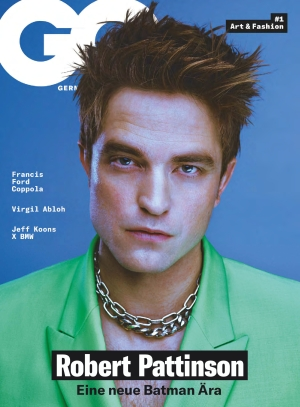 GQ
#1
Art & Fashion
GERM
Francis
Ford
Coppola
Virgil Abloh
Jeff Koons
X BMW
Robert Pattinson
Eine neue Batman Ära